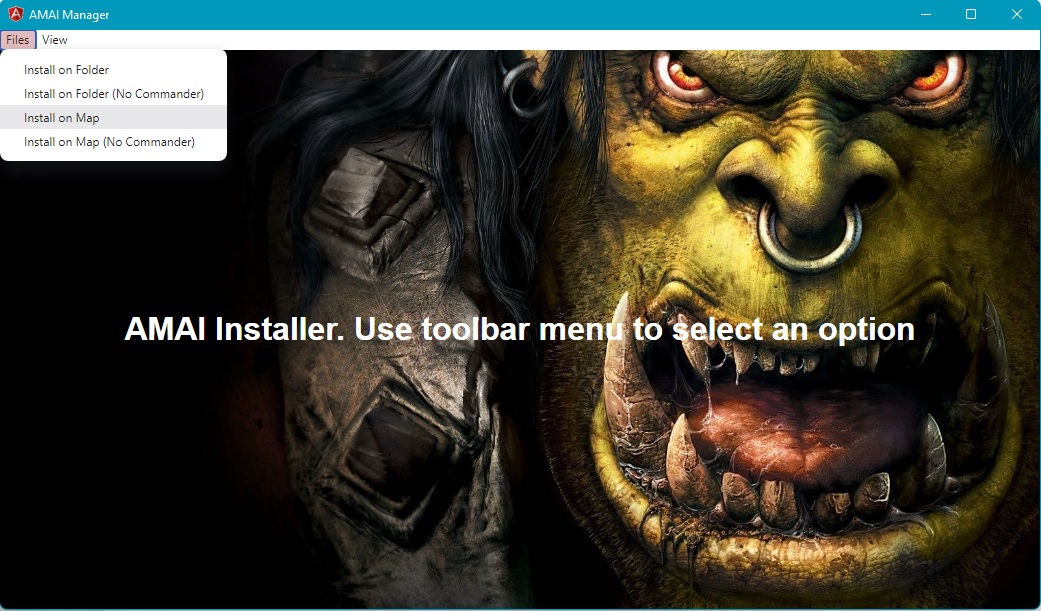 AMAI Manager
Files View
Install on Folder
Install on Folder (No Commander)
Install on Map
Install on Map (No Commander)
AMAI Installer. Use toolbar menu to select an option